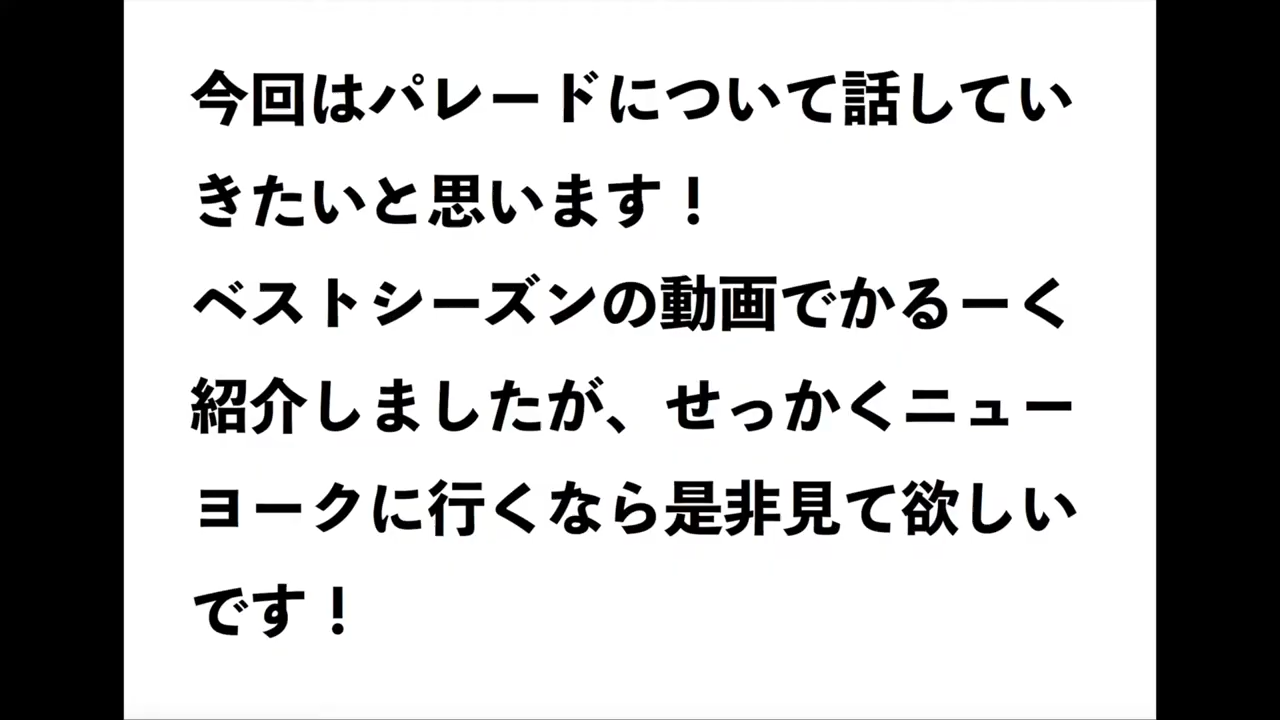 今回はパレードについて話してい
きたいと思います！
ベストシーズンの動画でかるーく
紹介しましたが、せっかくニュー
ヨークに行くなら是非見て欲しい
です！